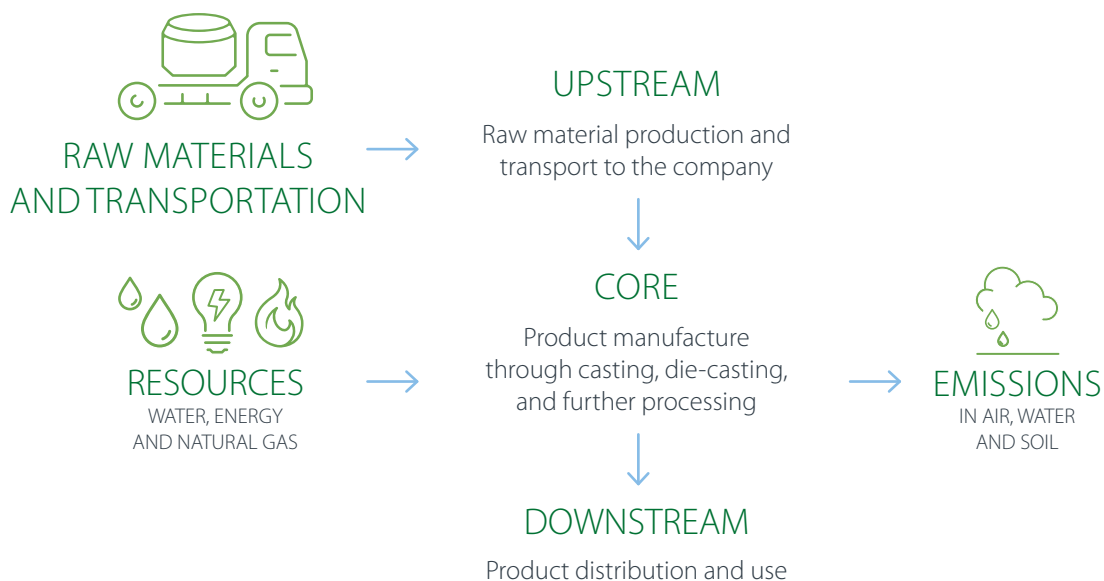 UPSTREAM
RAW MATERIALS
AND TRANSPORTATION
Raw material production and
transport to the company
CORE
RESOURCES
WATER, ENERGY
AND NATURAL GAS
Product manufacture
through casting, die-casting,
and further processing
EMISSIONS
IN AIR, WATER
AND SOIL
DOWNSTREAM
Product distribution and use